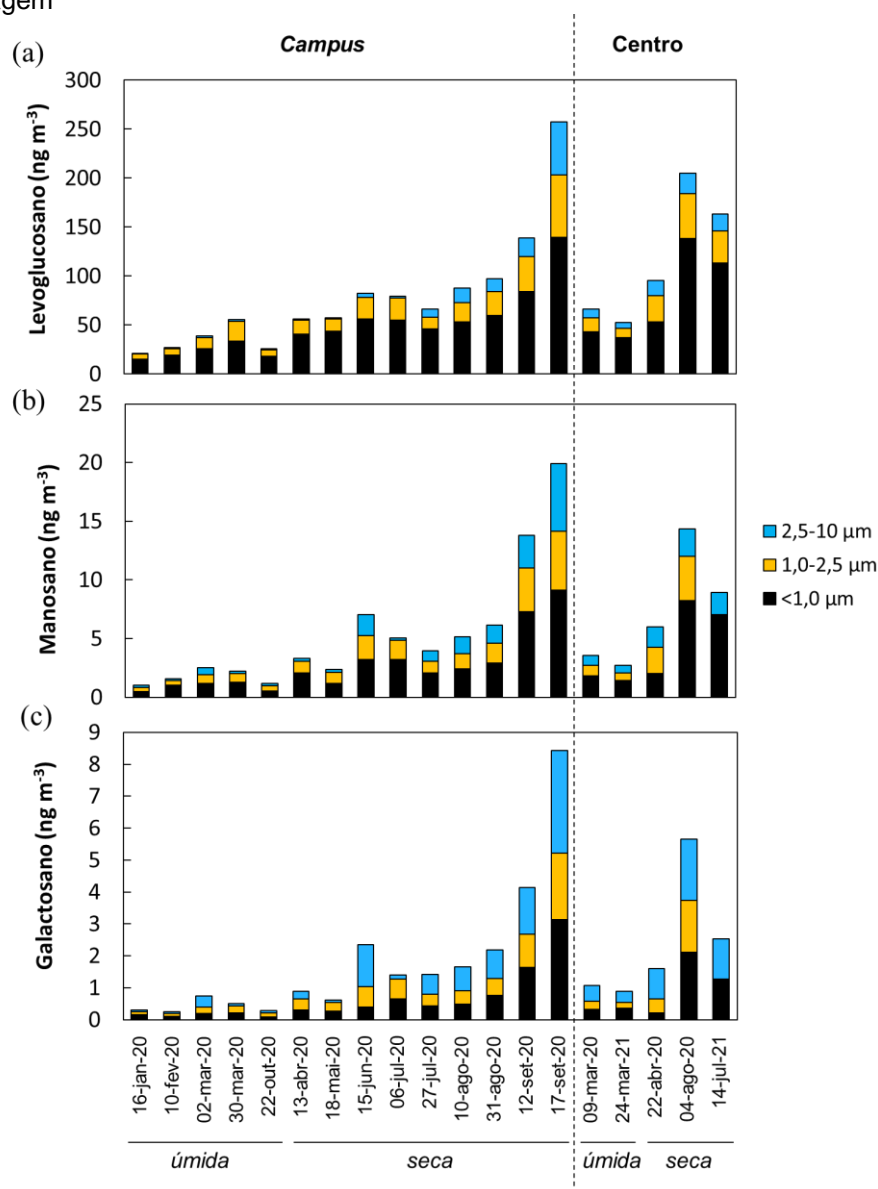 Campus Centro
(a)
Levoglucosano (ng m-3)
300
250
200
150
100
50
0
(b)
Manosano (ng m-3)
25
20
15
10
5
0
2,5-10 µm
1,0-2,5 µm
<1,0 µm
(c)
Galactosano (ng m-3)
9
8
7
6
5
4
3
2
1
0
16-jan-20
10-fev-20
02-mar-20
30-mar-20
22-out-20
13-abr-20
18-mai-20
15-jun-20
06-jul-20
27-jul-20
10-ago-20
31-ago-20
12-set-20
17-set-20
09-mar-20
24-mar-21
22-abr-20
04-ago-20
14-jul-21
úmida seca úmida seca